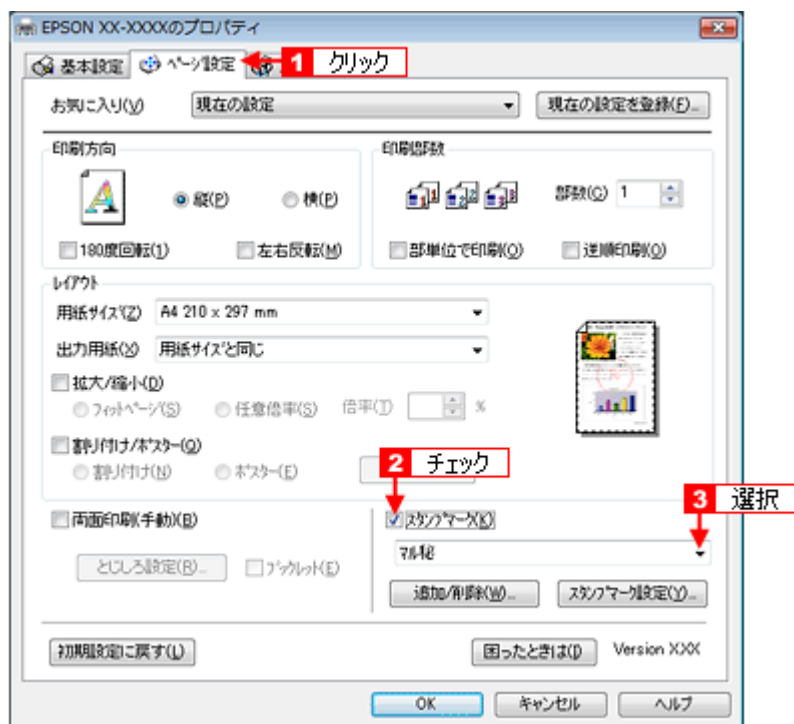 EPSON XX-XXXXのプロパティ
基本設定 ページ設定 1 クリック
お気に入り(V) 現在の設定 現在の設定を登録(F)...
印刷方向 印刷部数
縦(P) 横(P) 部数(C) 1
180度回転(1) 左右反転(M) 部単位で印刷(O) 逆順印刷(O)
レイアウト
用紙サイズ(Z) A4 210 x 297 mm
出力用紙(X) 用紙サイズと同じ
拡大/縮小(D)
フィットページ(S) 任意倍率(S) 倍率(T) %
割り付け/ポスター(Q)
割り付け(N) ポスター(E) 2 チェック
3 選択
両面印刷(手動)(B) スタンプマーク(K)
マル秘
とじしろ設定(R)... ブックレット(E)
追加/削除(W)... スタンプマーク設定(Y)...
初期設定に戻す(L) 困ったときは(I) Version X.XX
OK キャンセル ヘルプ